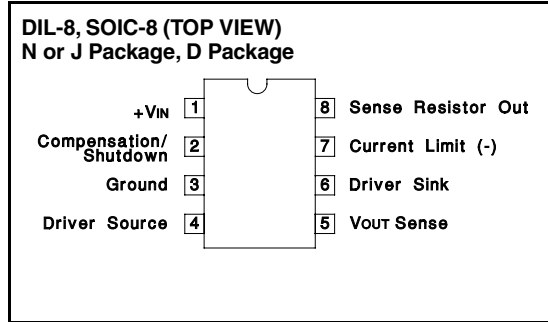 DIL-8, SOIC-8 (TOP VIEW)
N or J Package, D Package
+VIN 1
8 Sense Resistor Out
Compensation/
Shutdown 2
7 Current Limit (-)
Ground 3
6 Driver Sink
Driver Source 4
5 VOUT Sense